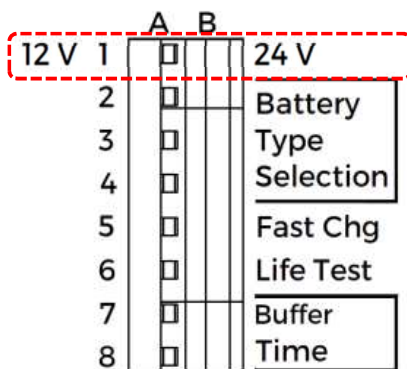 A B
12 V 1 24 V
2 Battery
3 Type
4 Selection
5 Fast Chg
6 Life Test
7 Buffer
8 Time